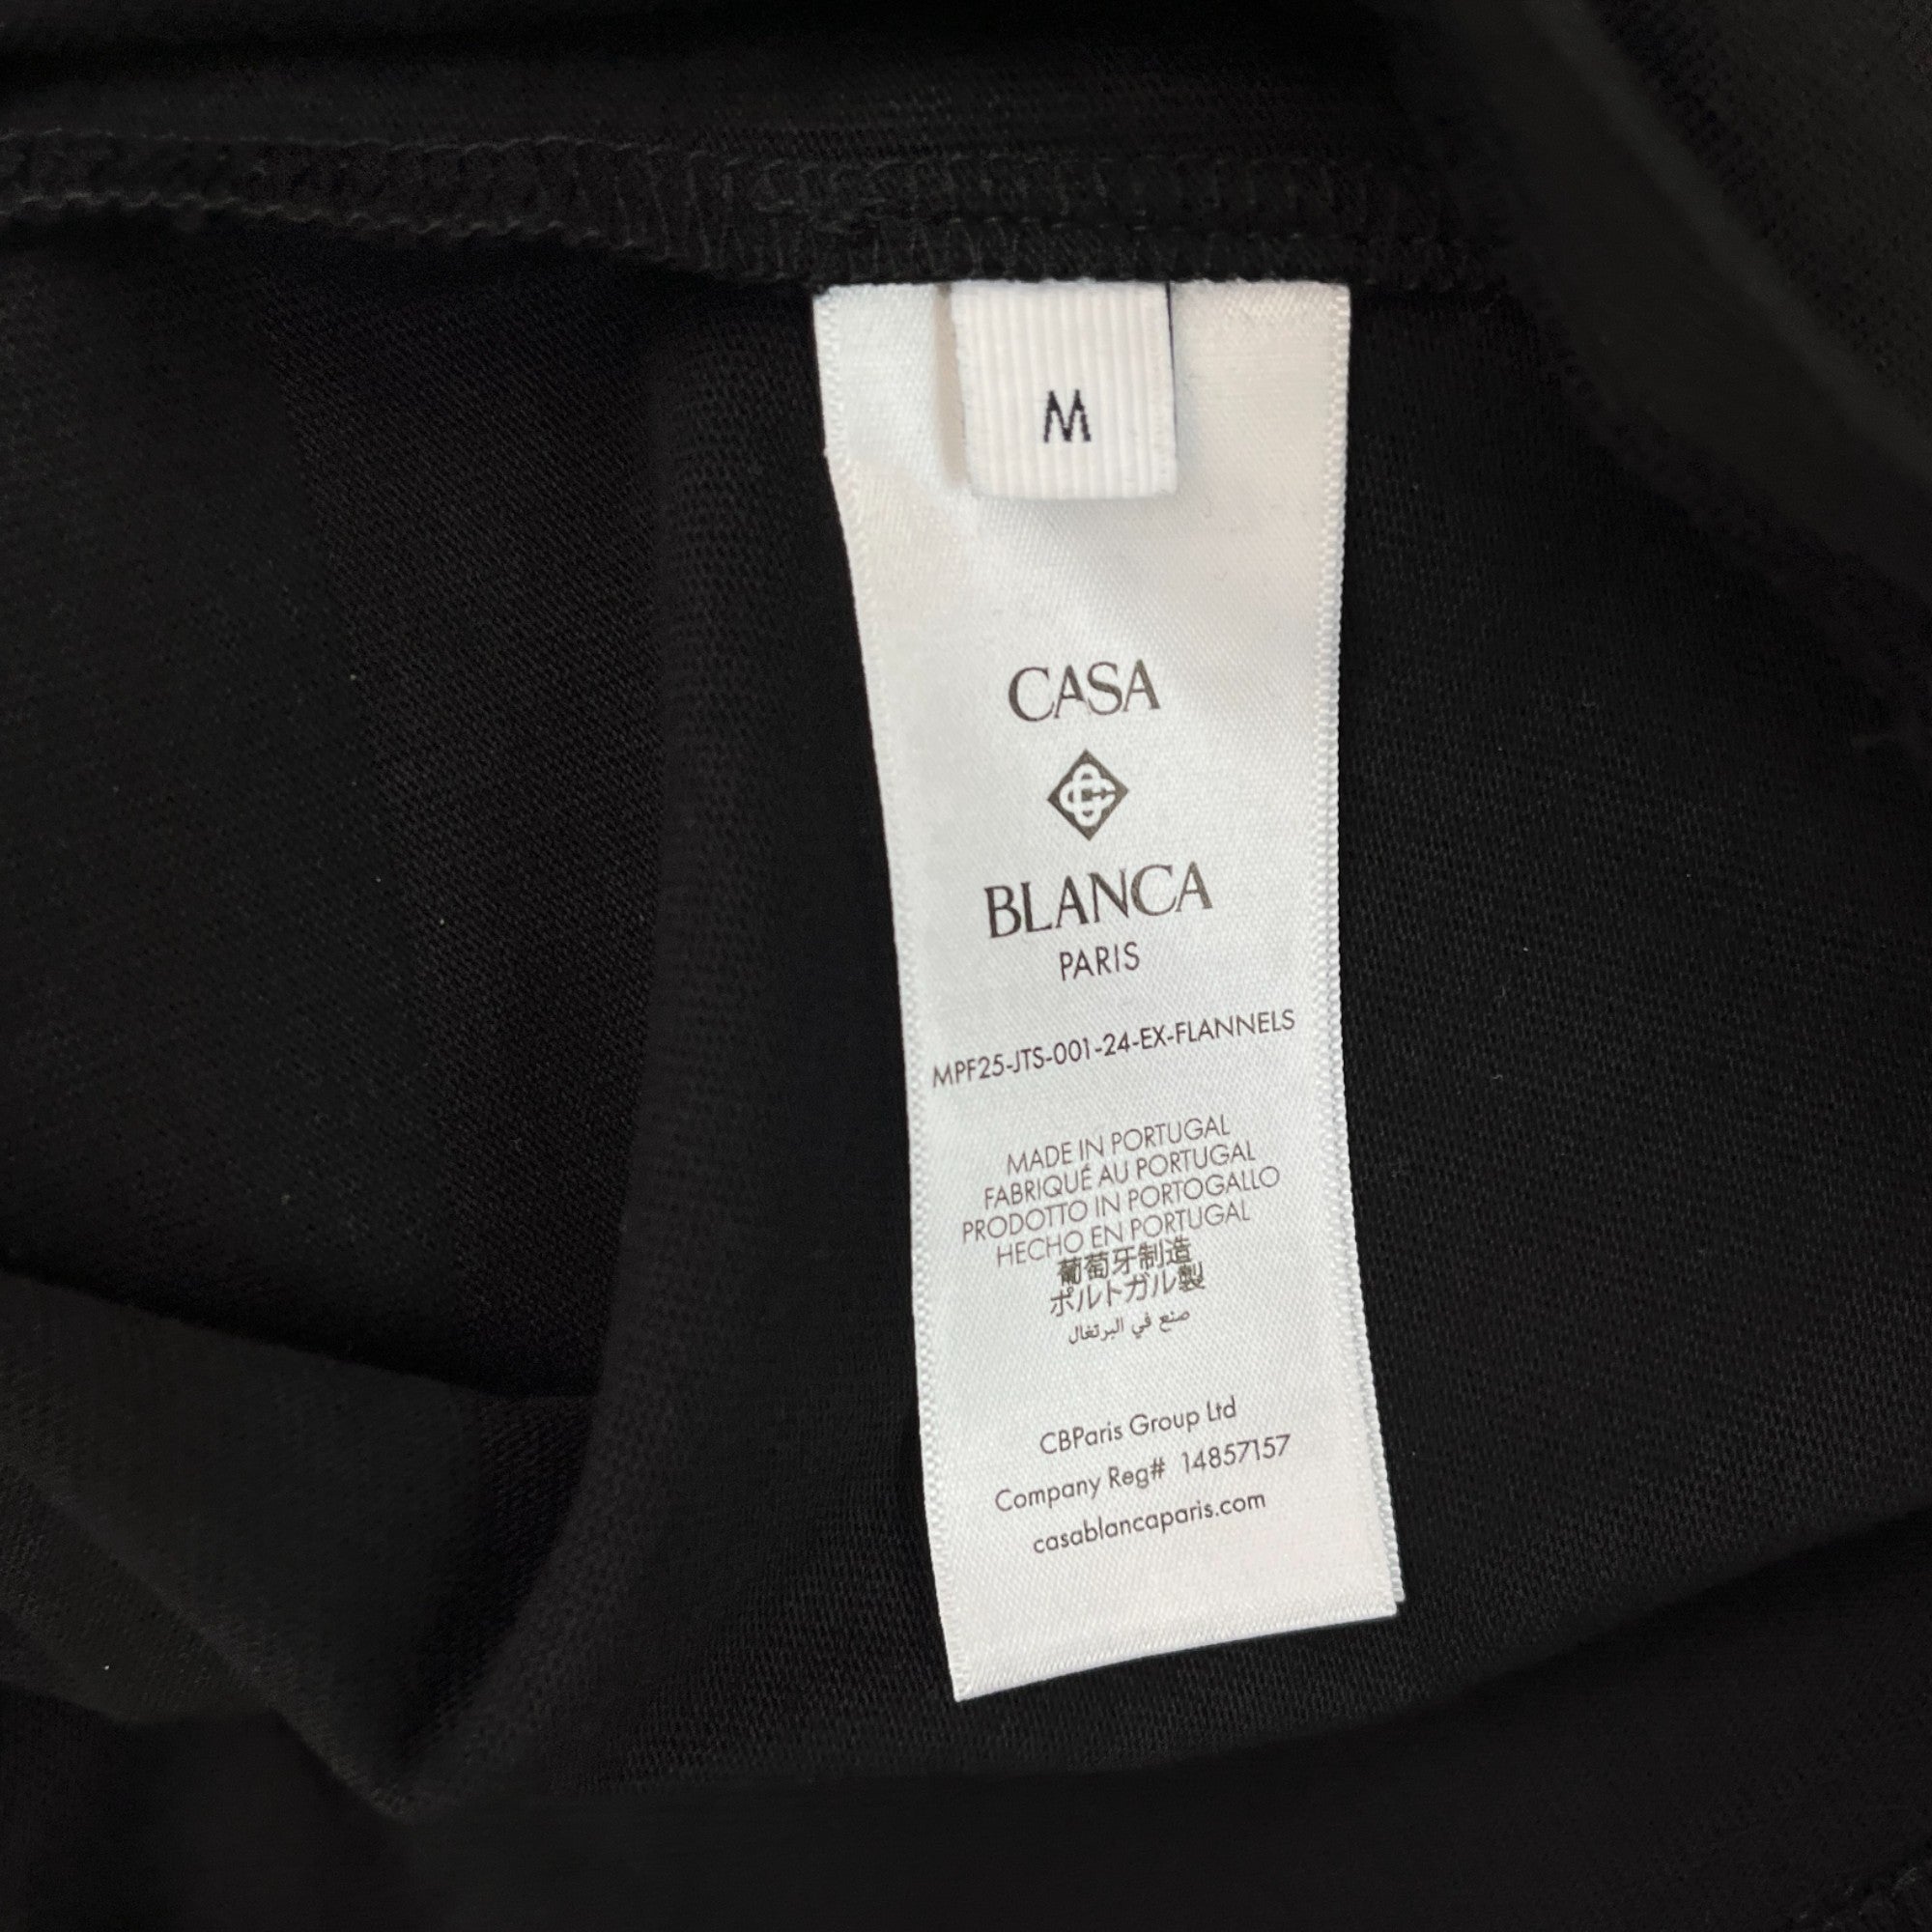 M
CASA
BLANCA
PARIS
MPF25-JTS-001-24-EX-FLANNELS
MADE IN PORTUGAL
FABRIQUÉ AU PORTUGAL
PRODOTTO IN PORTOGALLO
HECHO EN PORTUGAL
葡萄牙制造
ポルトガル製
صنع في البرتغال
CBParis Group Ltd
Company Reg# 14857157
casablancaparis.com